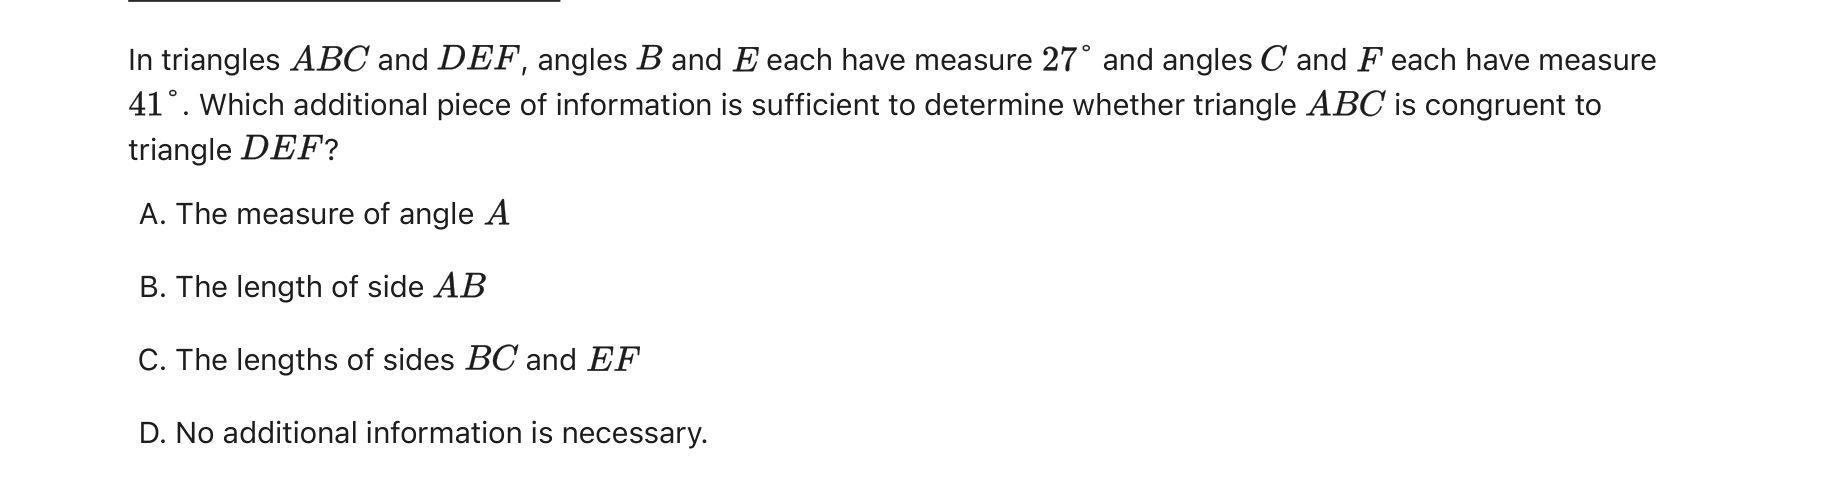 In triangles ABC and DEF, angles B and E each have measure 27° and angles C and F each have measure
41°. Which additional piece of information is sufficient to determine whether triangle ABC is congruent to
triangle DEF?
A. The measure of angle A
B. The length of side AB
C. The lengths of sides BC and EF
D. No additional information is necessary.